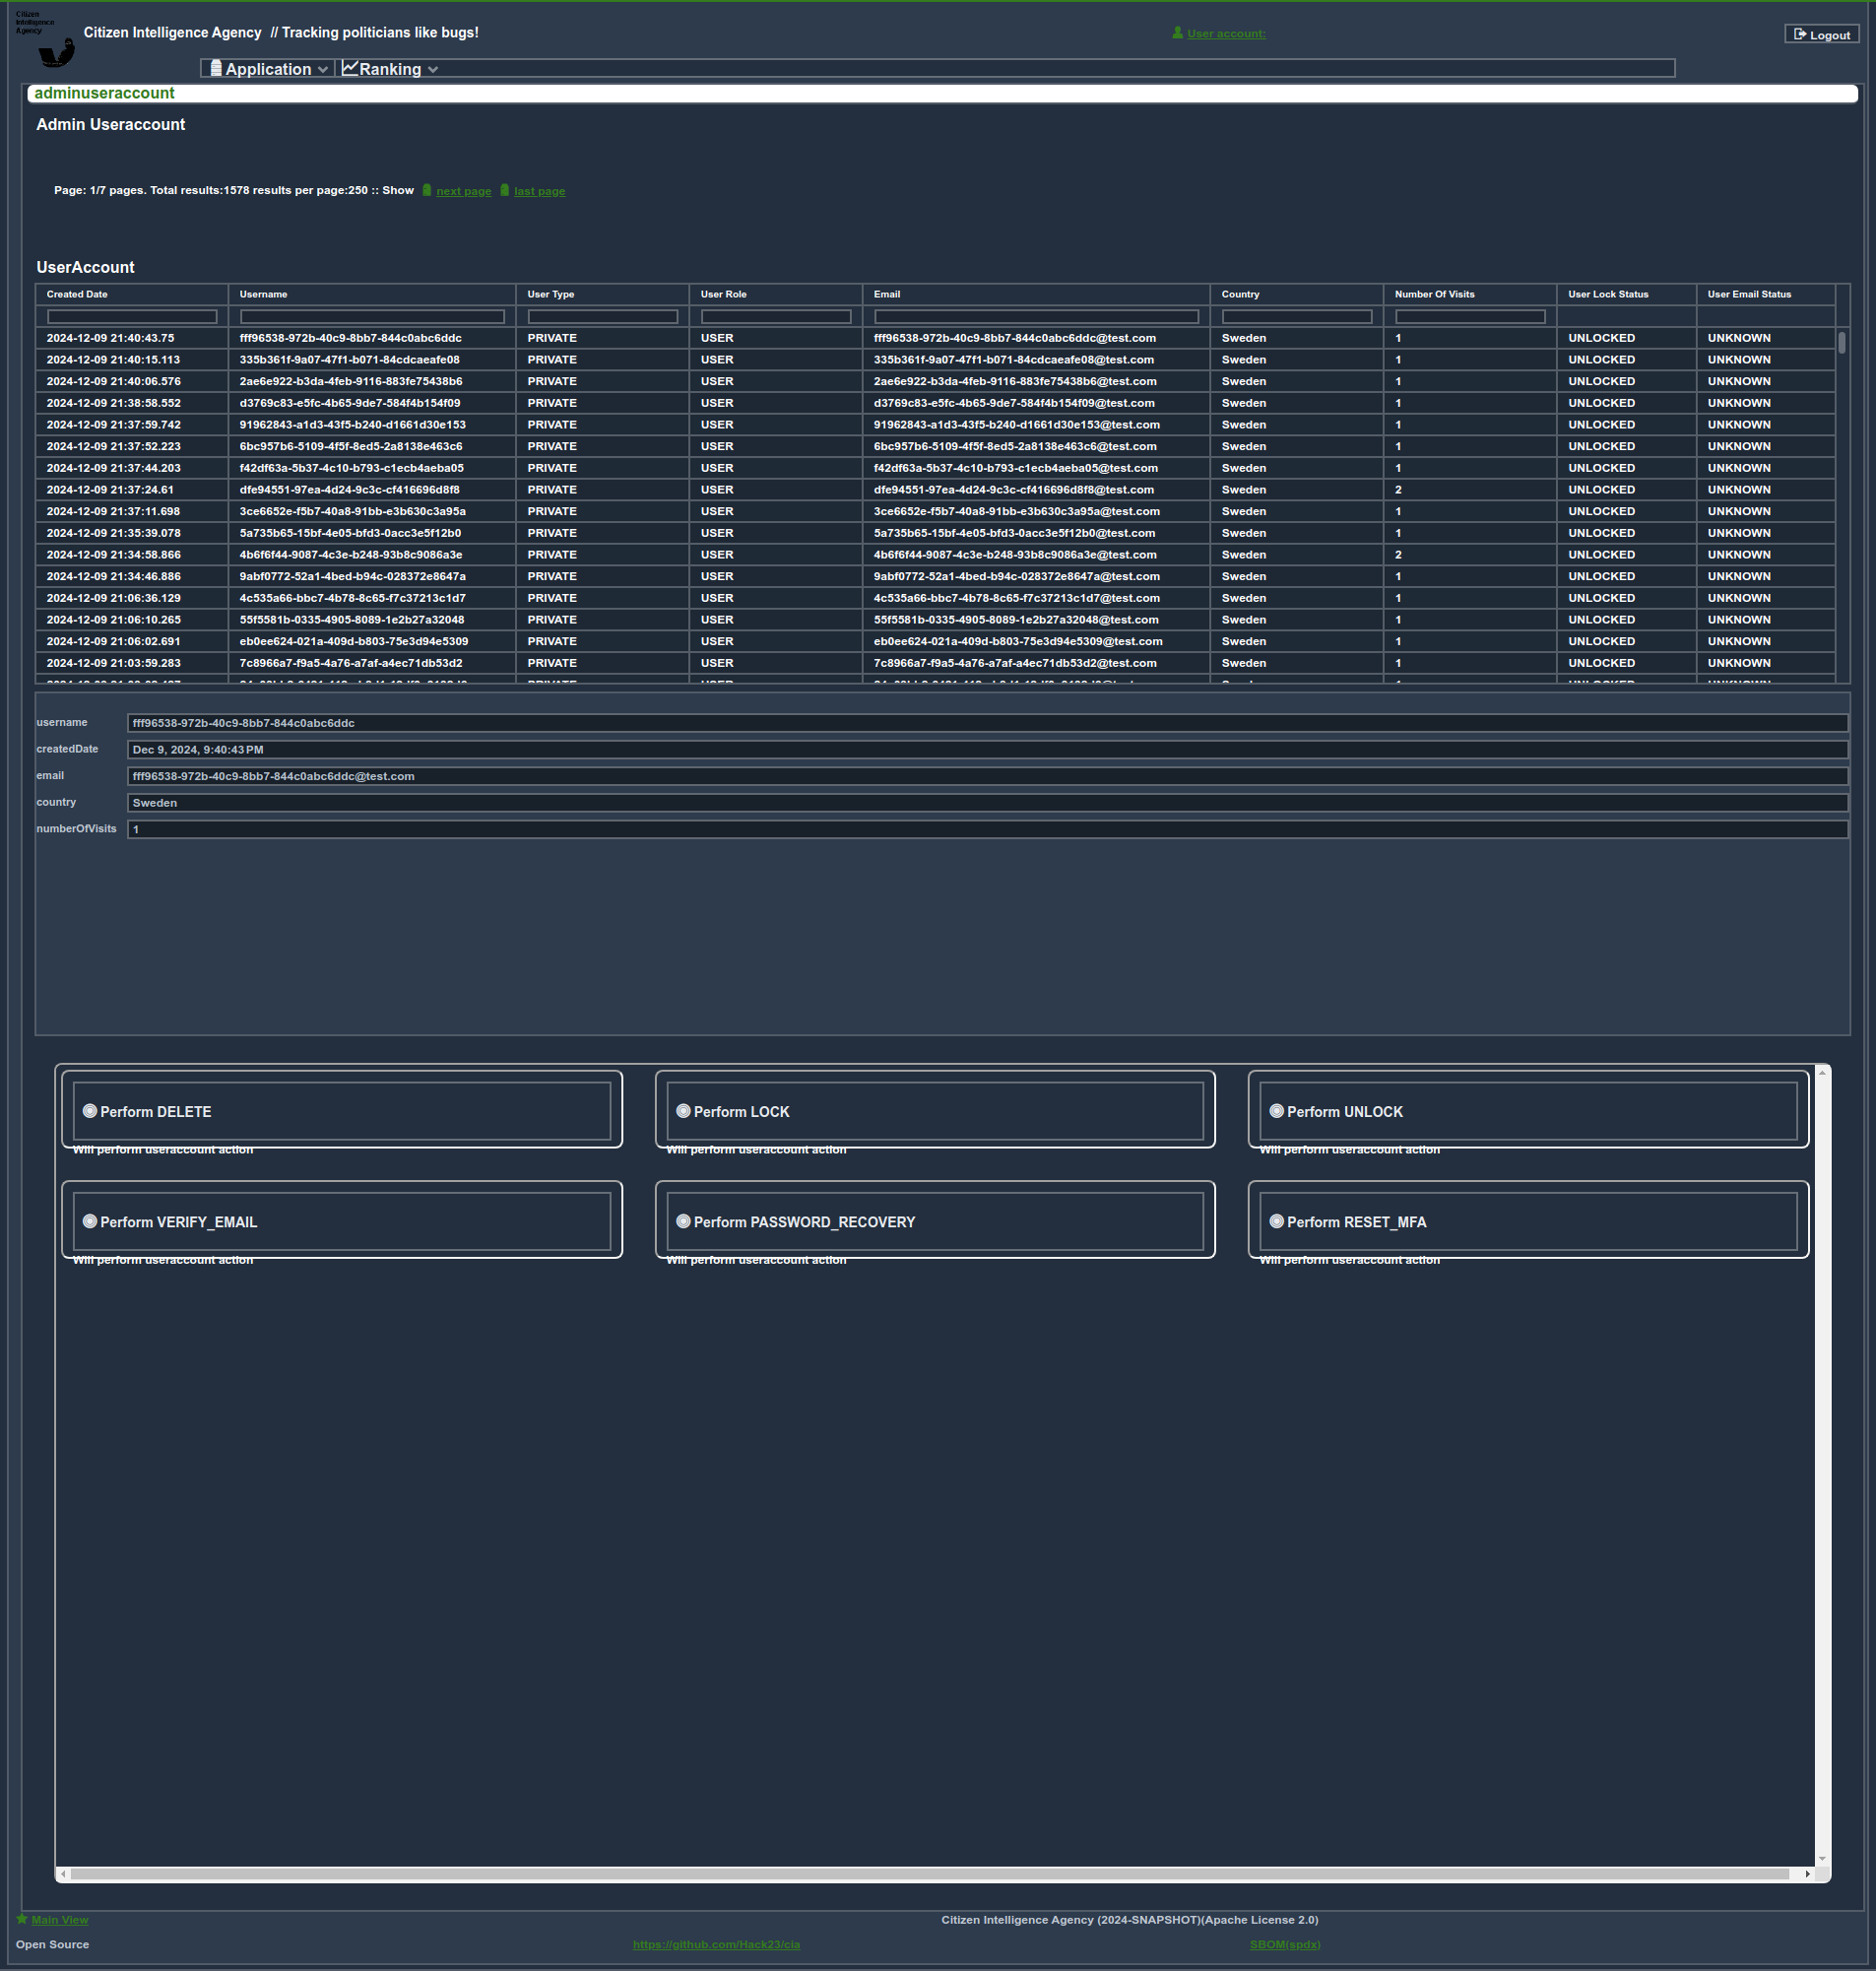 Citizen
Intelligence
Agency
Citizen Intelligence Agency // Tracking politicians like bugs!
User account:
Logout
Application
Ranking
adminuseraccount
Admin Useraccount
Page: 1/7 pages. Total results:1578 results per page:250 :: Show next page last page
UserAccount
Created Date Username User Type User Role Email Country Number Of Visits User Lock Status User Email Status
2024-12-09 21:40:43.75 fff96538-972b-40c9-8bb7-844c0abc6ddc PRIVATE USER fff96538-972b-40c9-8bb7-844c0abc6ddc@test.com Sweden 1 UNLOCKED UNKNOWN
2024-12-09 21:40:15.113 335b361f-9a07-47f1-b071-84cdcaeafe08 PRIVATE USER 335b361f-9a07-47f1-b071-84cdcaeafe08@test.com Sweden 1 UNLOCKED UNKNOWN
2024-12-09 21:40:06.576 2ae6e922-b3da-4feb-9116-883fe75438b6 PRIVATE USER 2ae6e922-b3da-4feb-9116-883fe75438b6@test.com Sweden 1 UNLOCKED UNKNOWN
2024-12-09 21:38:58.552 d3769c83-e5fc-4b65-9de7-584f4b154f09 PRIVATE USER d3769c83-e5fc-4b65-9de7-584f4b154f09@test.com Sweden 1 UNLOCKED UNKNOWN
2024-12-09 21:37:59.742 91962843-a1d3-43f5-b240-d1661d30e153 PRIVATE USER 91962843-a1d3-43f5-b240-d1661d30e153@test.com Sweden 1 UNLOCKED UNKNOWN
2024-12-09 21:37:52.223 6bc957b6-5109-4f5f-8ed5-2a8138e463c6 PRIVATE USER 6bc957b6-5109-4f5f-8ed5-2a8138e463c6@test.com Sweden 1 UNLOCKED UNKNOWN
2024-12-09 21:37:44.203 f42df63a-5b37-4c10-b793-c1ecb4aeba05 PRIVATE USER f42df63a-5b37-4c10-b793-c1ecb4aeba05@test.com Sweden 1 UNLOCKED UNKNOWN
2024-12-09 21:37:24.61 dfe94551-97ea-4d24-9c3c-cf416696d8f8 PRIVATE USER dfe94551-97ea-4d24-9c3c-cf416696d8f8@test.com Sweden 2 UNLOCKED UNKNOWN
2024-12-09 21:37:11.698 3ce6652e-f5b7-40a8-91bb-e3b630c3a95a PRIVATE USER 3ce6652e-f5b7-40a8-91bb-e3b630c3a95a@test.com Sweden 1 UNLOCKED UNKNOWN
2024-12-09 21:35:39.078 5a735b65-15bf-4e05-bfd3-0acc3e5f12b0 PRIVATE USER 5a735b65-15bf-4e05-bfd3-0acc3e5f12b0@test.com Sweden 1 UNLOCKED UNKNOWN
2024-12-09 21:34:58.866 4b6f6f44-9087-4c3e-b248-93b8c9086a3e PRIVATE USER 4b6f6f44-9087-4c3e-b248-93b8c9086a3e@test.com Sweden 2 UNLOCKED UNKNOWN
2024-12-09 21:34:46.886 9abf0772-52a1-4bed-b94c-028372e8647a PRIVATE USER 9abf0772-52a1-4bed-b94c-028372e8647a@test.com Sweden 1 UNLOCKED UNKNOWN
2024-12-09 21:06:36.129 4c535a66-bbc7-4b78-8c65-f7c37213c1d7 PRIVATE USER 4c535a66-bbc7-4b78-8c65-f7c37213c1d7@test.com Sweden 1 UNLOCKED UNKNOWN
2024-12-09 21:06:10.265 55f5581b-0335-4905-8089-1e2b27a32048 PRIVATE USER 55f5581b-0335-4905-8089-1e2b27a32048@test.com Sweden 1 UNLOCKED UNKNOWN
2024-12-09 21:06:02.691 eb0ee624-021a-409d-b803-75e3d94e5309 PRIVATE USER eb0ee624-021a-409d-b803-75e3d94e5309@test.com Sweden 1 UNLOCKED UNKNOWN
2024-12-09 21:03:59.283 7c8966a7-f9a5-4a76-a7af-a4ec71db53d2 PRIVATE USER 7c8966a7-f9a5-4a76-a7af-a4ec71db53d2@test.com Sweden 1 UNLOCKED UNKNOWN
username fff96538-972b-40c9-8bb7-844c0abc6ddc
createdDate Dec 9, 2024, 9:40:43 PM
email fff96538-972b-40c9-8bb7-844c0abc6ddc@test.com
country Sweden
numberOfVisits 1
Perform DELETE Perform LOCK Perform UNLOCK
Will perform useraccount action Will perform useraccount action Will perform useraccount action
Perform VERIFY_EMAIL Perform PASSWORD_RECOVERY Perform RESET_MFA
Will perform useraccount action Will perform useraccount action Will perform useraccount action
Main View Citizen Intelligence Agency (2024-SNAPSHOT)(Apache License 2.0)
Open Source https://github.com/Hack23/cia SBOM(spdx)